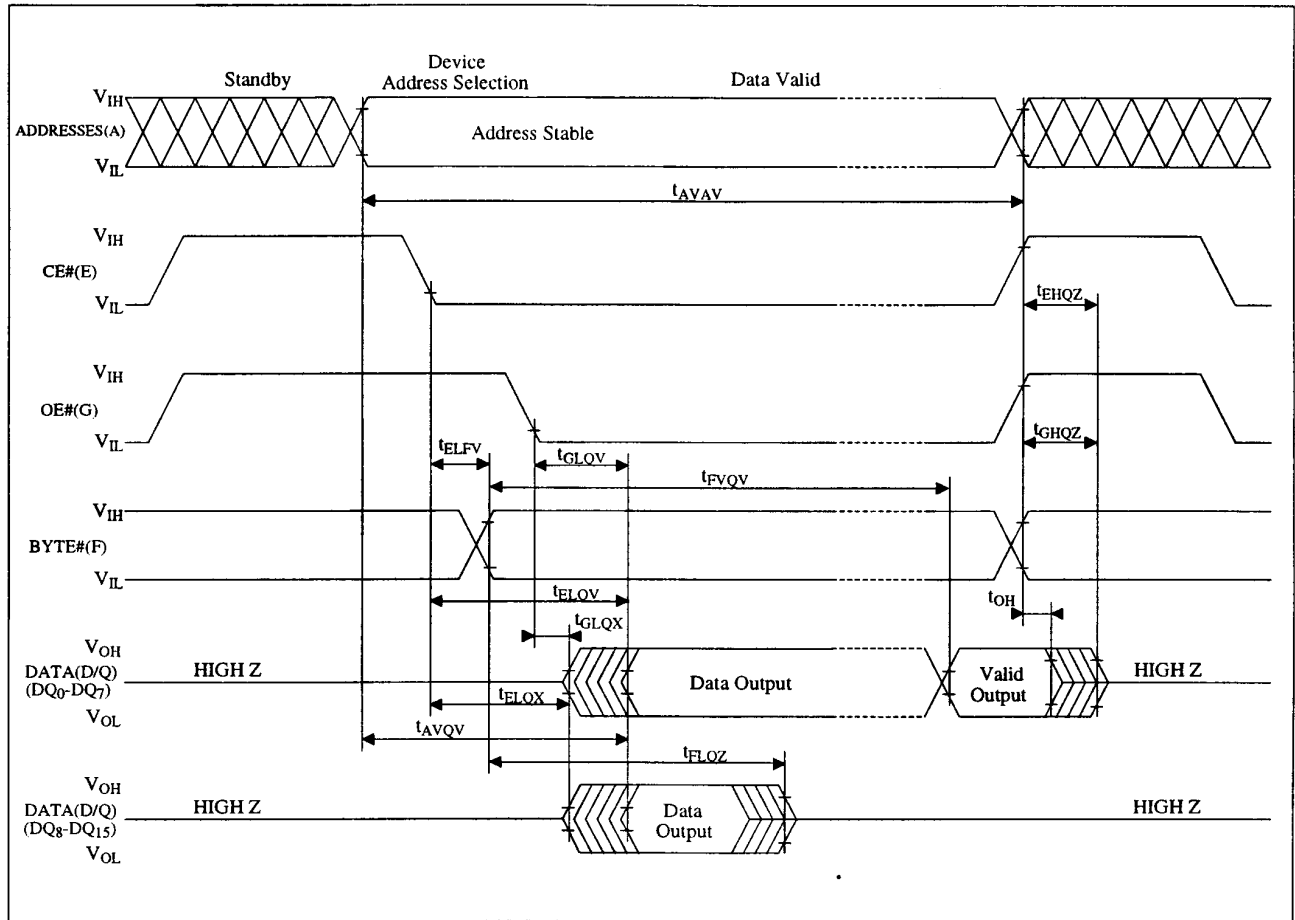 Standby
Device
Address Selection
Data Valid
VIH
ADDRESSES(A)
Address Stable
VIL
tAVAV
VIH
CE#(E)
VIL
tEHQZ
VIH
OE#(G)
VIL
tGHQZ
tELFV
tGLQV
tFVQV
VIH
BYTE#(F)
VIL
tELQV
tOH
tGLQX
VOH
DATA(D/Q)
(DQ0-DQ7)
HIGH Z
Data Output
Valid
Output
HIGH Z
VOL
tELQX
tAVQV
tFLQZ
VOH
DATA(D/Q)
(DQ8-DQ15)
HIGH Z
Data
Output
HIGH Z
VOL